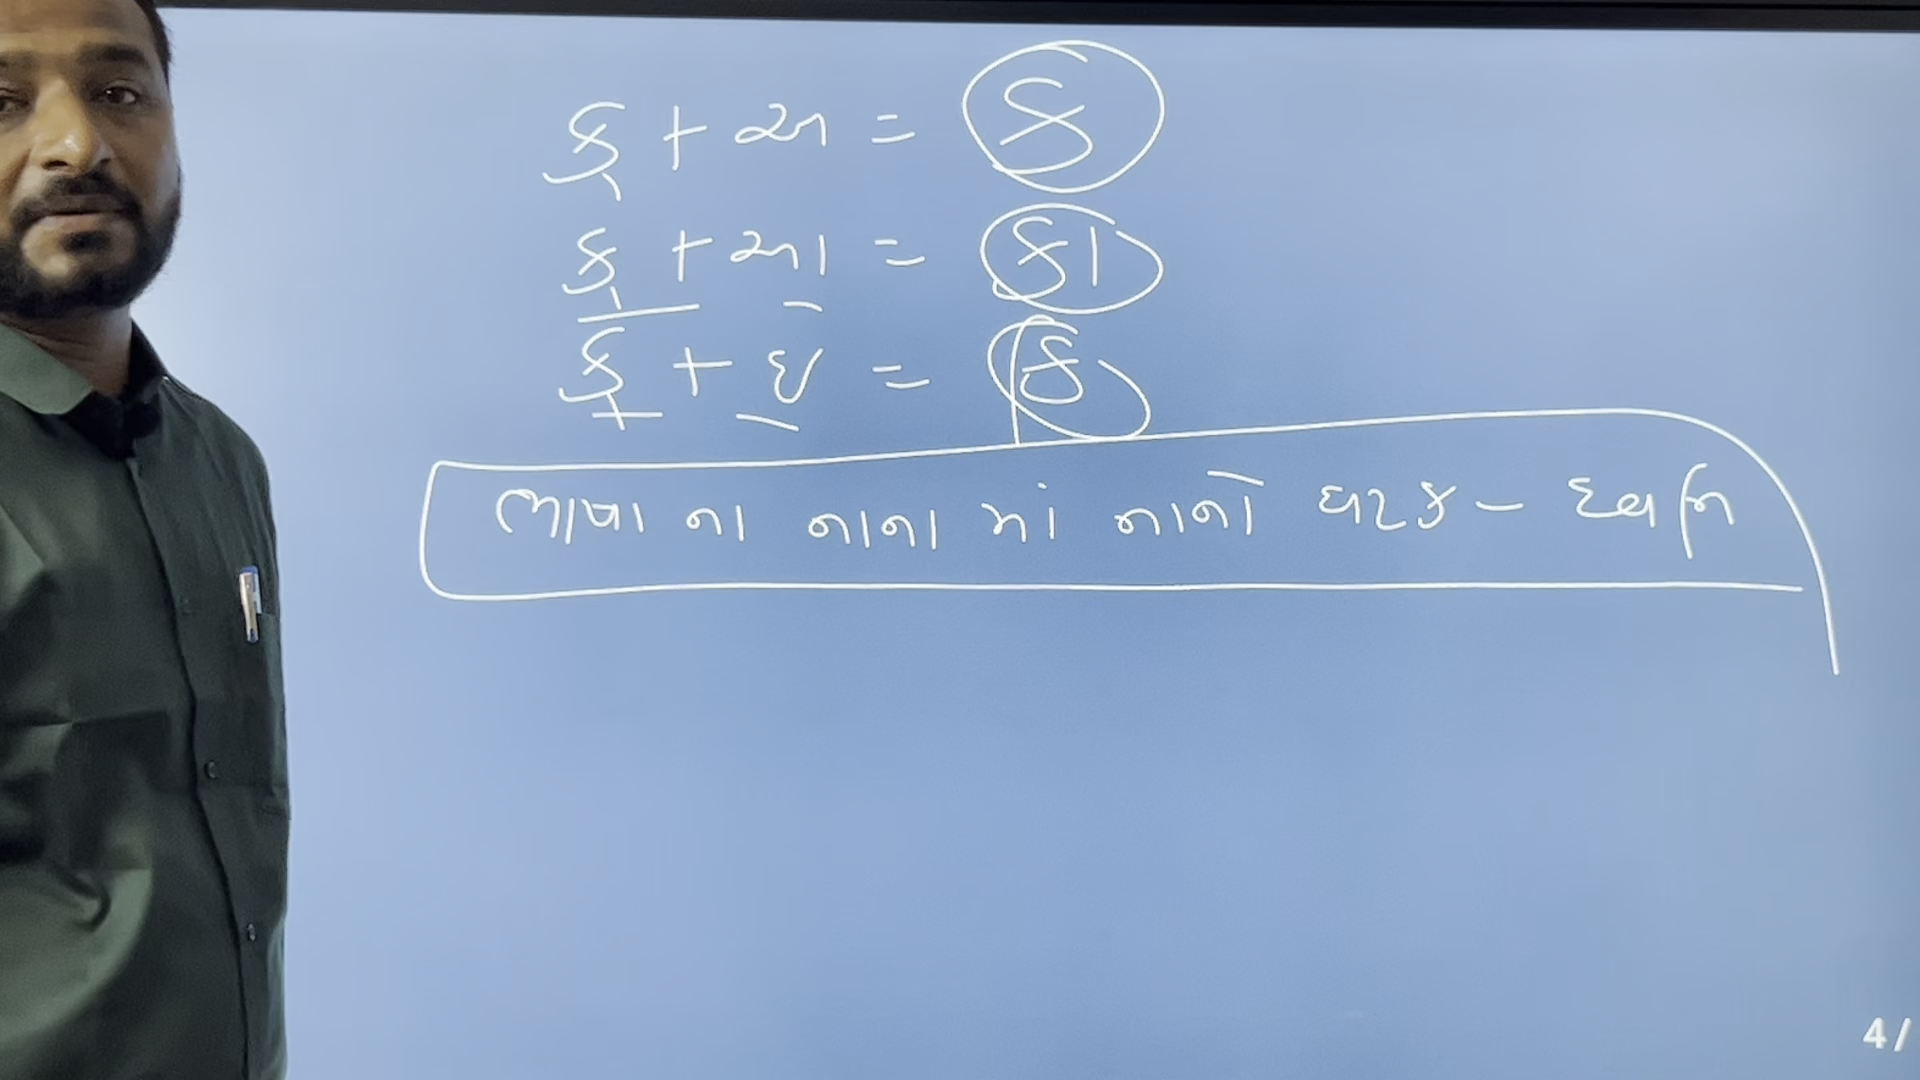 ક્ + અ = ક
ક્ + આ = કા
ક્ + ઇ = કિ
ભાષા ના નાના માં નાનો ઘટક - ધ્વનિ
4/